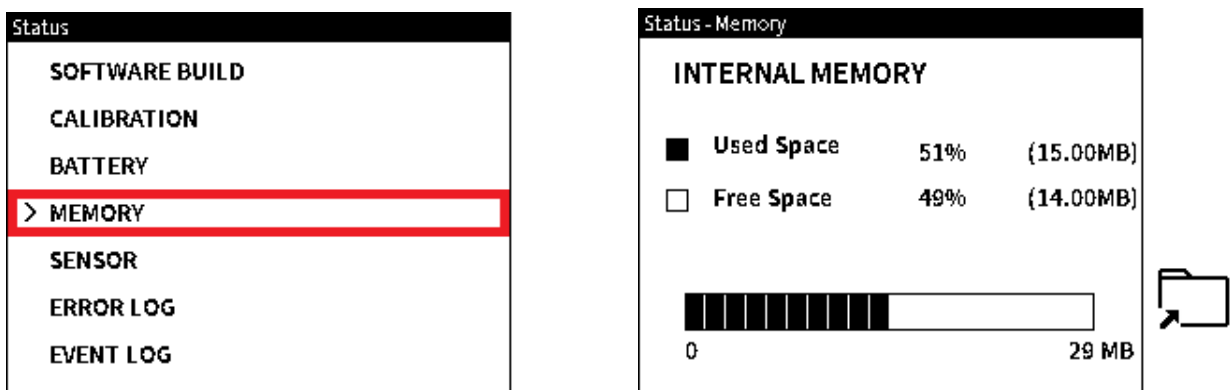 Status
SOFTWARE BUILD
CALIBRATION
BATTERY
> MEMORY
SENSOR
ERROR LOG
EVENT LOG
Status - Memory
INTERNAL MEMORY
Used Space 51% (15.00MB)
Free Space 49% (14.00MB)
0 29 MB